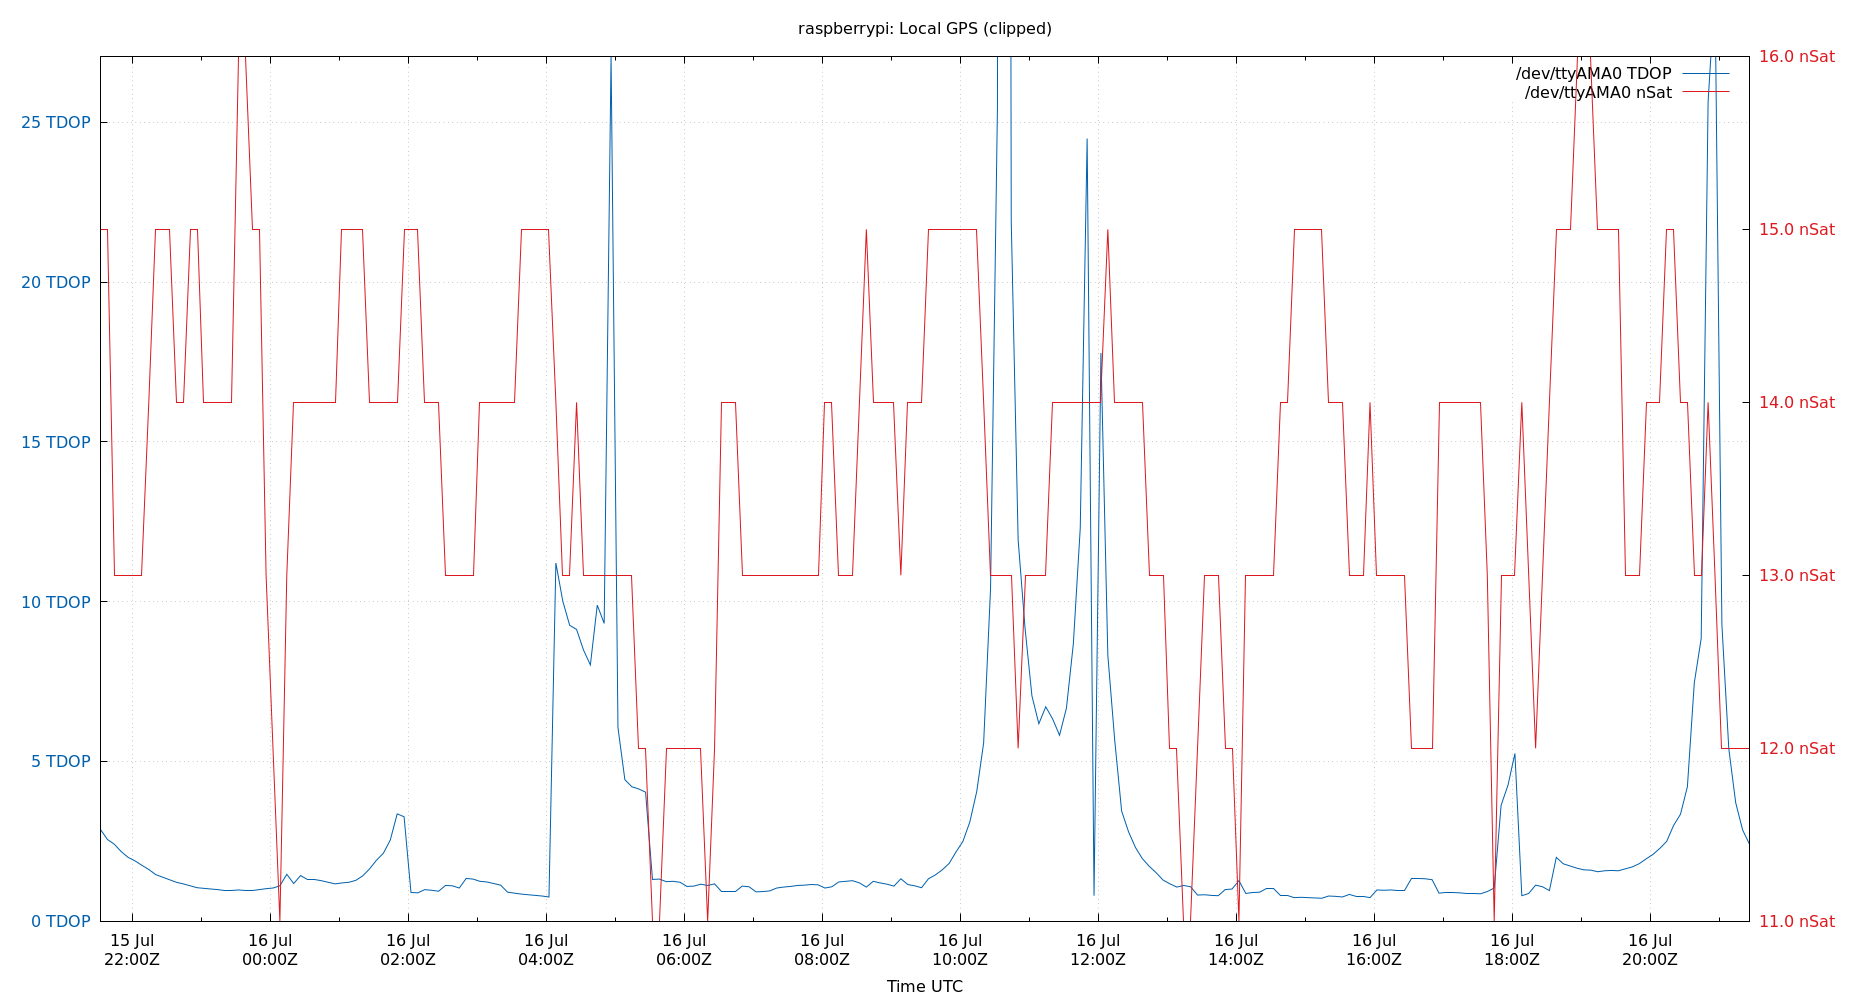 raspberrypi: Local GPS (clipped)
/dev/ttyAMA0 TDOP
/dev/ttyAMA0 nSat
25 TDOP
20 TDOP
15 TDOP
10 TDOP
5 TDOP
0 TDOP
16.0 nSat
15.0 nSat
14.0 nSat
13.0 nSat
12.0 nSat
11.0 nSat
15 Jul
22:00Z
16 Jul
00:00Z
16 Jul
02:00Z
16 Jul
04:00Z
16 Jul
06:00Z
16 Jul
08:00Z
16 Jul
10:00Z
16 Jul
12:00Z
16 Jul
14:00Z
16 Jul
16:00Z
16 Jul
18:00Z
16 Jul
20:00Z
Time UTC